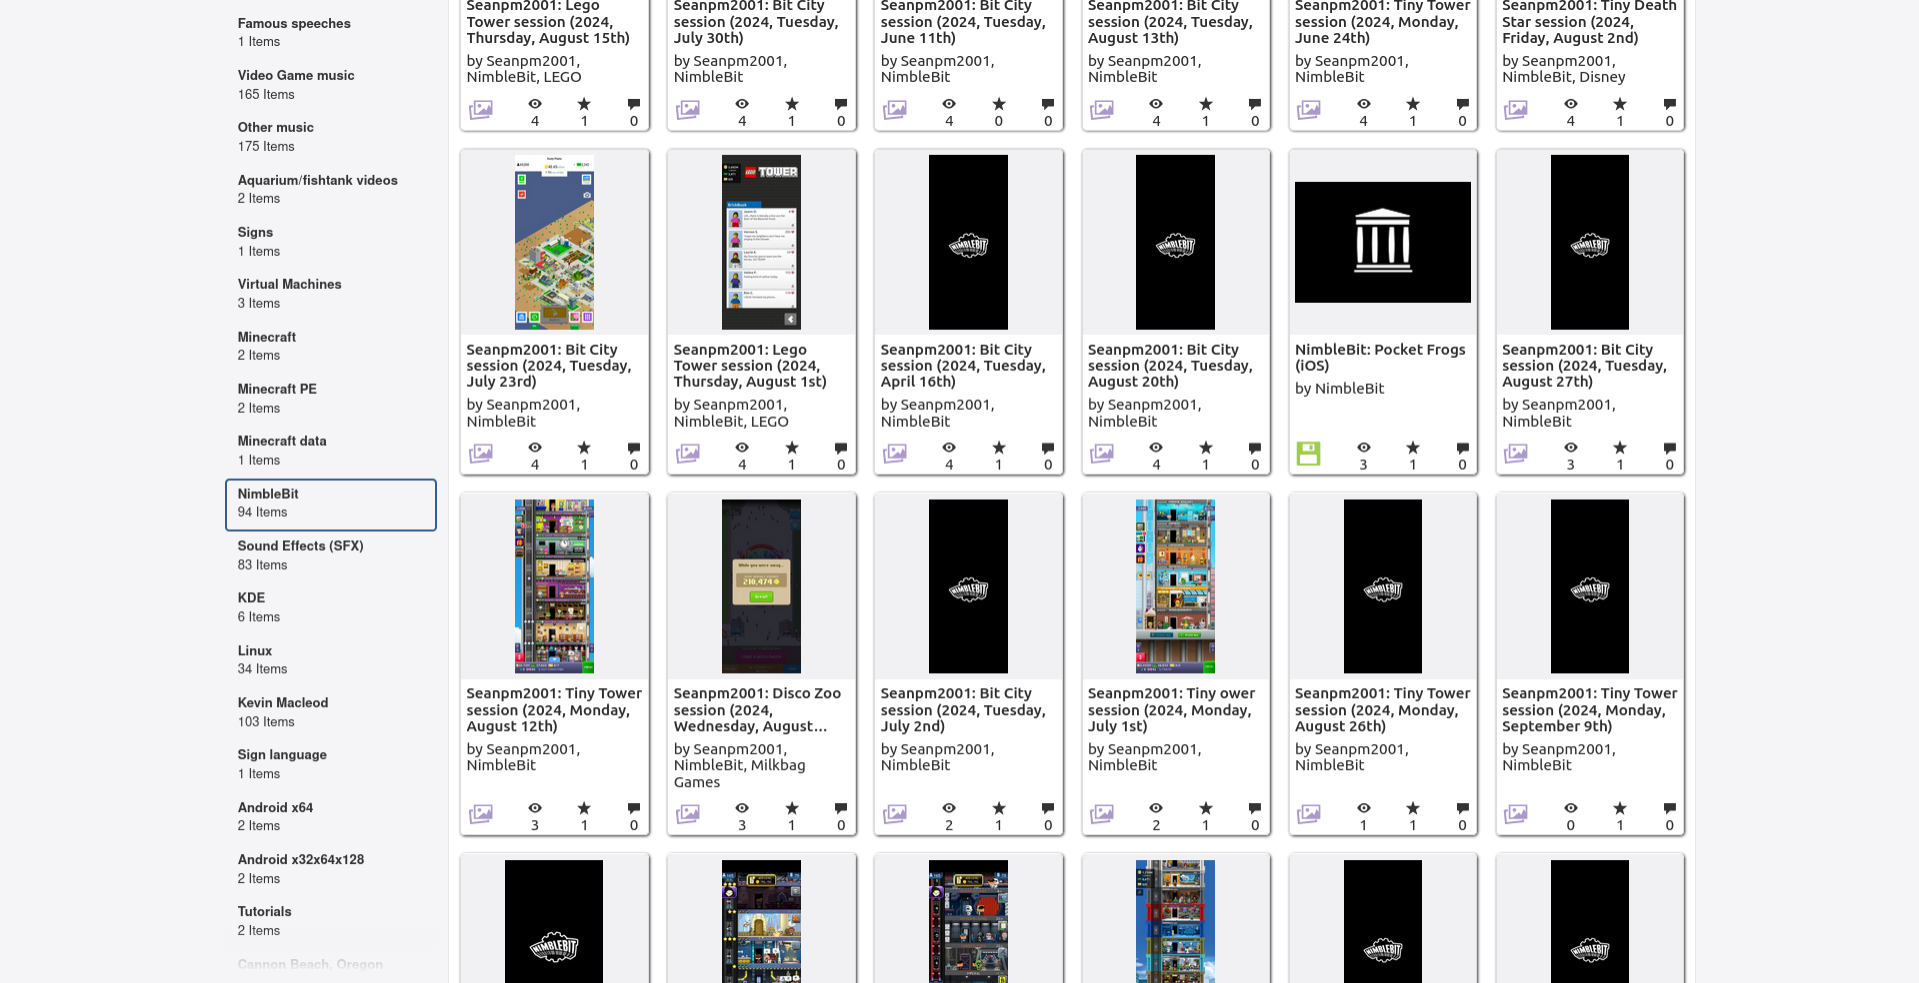 Famous speeches
1 Items
Video Game music
165 Items
Other music
175 Items
Aquarium/fishtank videos
2 Items
Signs
1 Items
Virtual Machines
3 Items
Minecraft
2 Items
Minecraft PE
2 Items
Minecraft data
1 Items
NimbleBit
94 Items
Sound Effects (SFX)
83 Items
KDE
6 Items
Linux
34 Items
Kevin Macleod
103 Items
Sign language
1 Items
Android x64
2 Items
Android x32x64x128
2 Items
Tutorials
2 Items
Cannon Beach, Oregon
Seanpm2001: Lego
Tower session (2024,
Thursday, August 15th)
by Seanpm2001,
NimbleBit, LEGO
4 1 0
Seanpm2001: Bit City
session (2024, Tuesday,
July 30th)
by Seanpm2001,
NimbleBit
4 1 0
Seanpm2001: Bit City
session (2024, Tuesday,
June 11th)
by Seanpm2001,
NimbleBit
4 0 0
Seanpm2001: Bit City
session (2024, Tuesday,
August 13th)
by Seanpm2001,
NimbleBit
4 1 0
Seanpm2001: Tiny Tower
session (2024, Monday,
June 24th)
by Seanpm2001,
NimbleBit
4 1 0
Seanpm2001: Tiny Death
Star session (2024,
Friday, August 2nd)
by Seanpm2001,
NimbleBit, Disney
4 1 0
Seanpm2001: Bit City
session (2024, Tuesday,
July 23rd)
by Seanpm2001,
NimbleBit
4 1 0
LEGO TOWER
Seanpm2001: Lego
Tower session (2024,
Thursday, August 1st)
by Seanpm2001,
NimbleBit, LEGO
4 1 0
NIMBLEBIT
Seanpm2001: Bit City
session (2024, Tuesday,
April 16th)
by Seanpm2001,
NimbleBit
4 1 0
NIMBLEBIT
Seanpm2001: Bit City
session (2024, Tuesday,
August 20th)
by Seanpm2001,
NimbleBit
4 1 0
NimbleBit: Pocket Frogs
(iOS)
by NimbleBit
3 1 0
NIMBLEBIT
Seanpm2001: Bit City
session (2024, Tuesday,
August 27th)
by Seanpm2001,
NimbleBit
3 1 0
Seanpm2001: Tiny Tower
session (2024, Monday,
August 12th)
by Seanpm2001,
NimbleBit
3 1 0
While you were away...
210,474
Seanpm2001: Disco Zoo
session (2024,
Wednesday, August...
by Seanpm2001,
NimbleBit, Milkbag
Games
3 1 0
NIMBLEBIT
Seanpm2001: Bit City
session (2024, Tuesday,
July 2nd)
by Seanpm2001,
NimbleBit
2 1 0
Seanpm2001: Tiny ower
session (2024, Monday,
July 1st)
by Seanpm2001,
NimbleBit
2 1 0
NIMBLEBIT
Seanpm2001: Tiny Tower
session (2024, Monday,
August 26th)
by Seanpm2001,
NimbleBit
1 1 0
NIMBLEBIT
Seanpm2001: Tiny Tower
session (2024, Monday,
September 9th)
by Seanpm2001,
NimbleBit
0 1 0
NIMBLEBIT
NIMBLEBIT
NIMBLEBIT